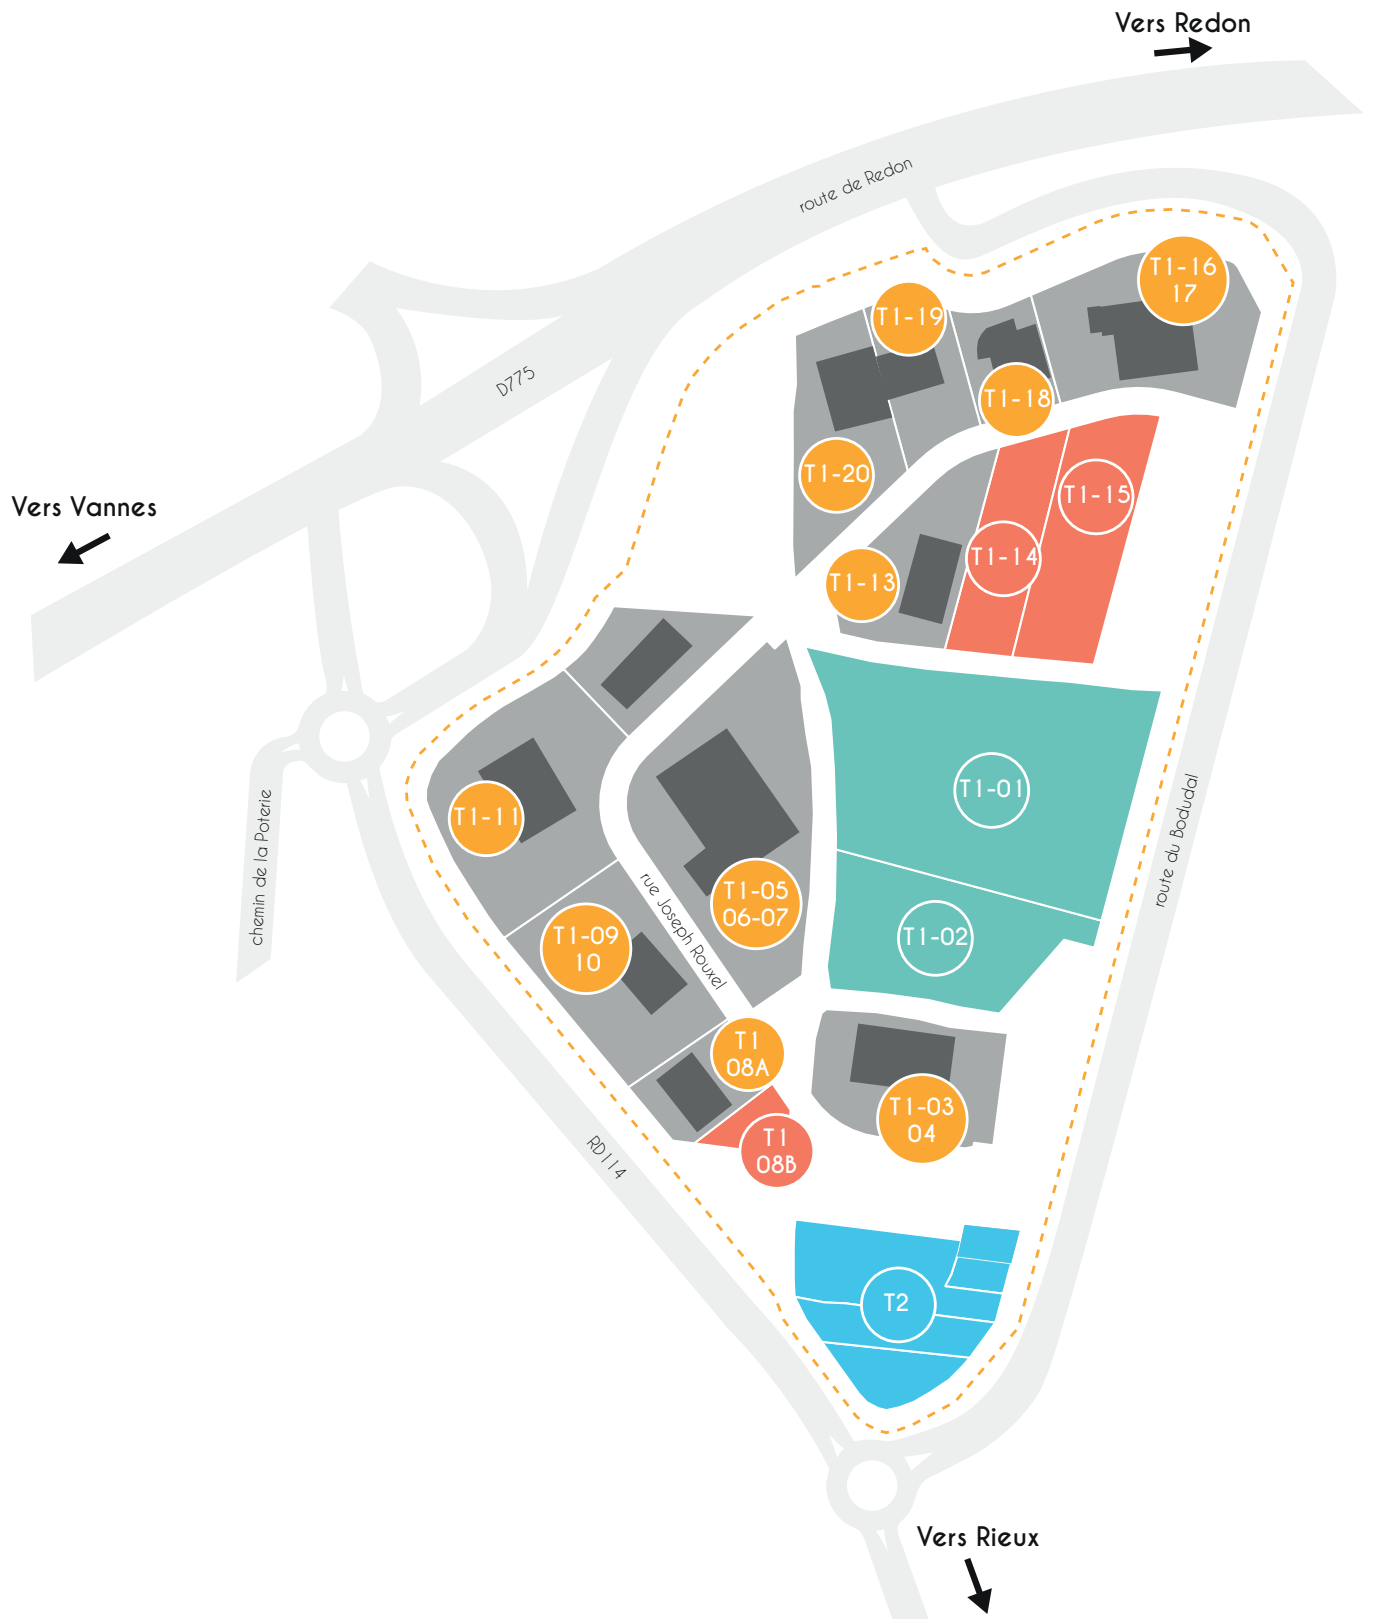 Vers Redon
route de Redon
T1-16
17
T1-19
D775
T1-18
T1-20
T1-15
Vers Vannes
T1-14
T1-13
T1-01
T1-11
chemin de la Poterie
route du Bodudal
rue Joseph Rouxel
T1-05
06-07
T1-02
T1-09
10
T1
08A
T1-03
04
T1
08B
RD114
T2
Vers Rieux